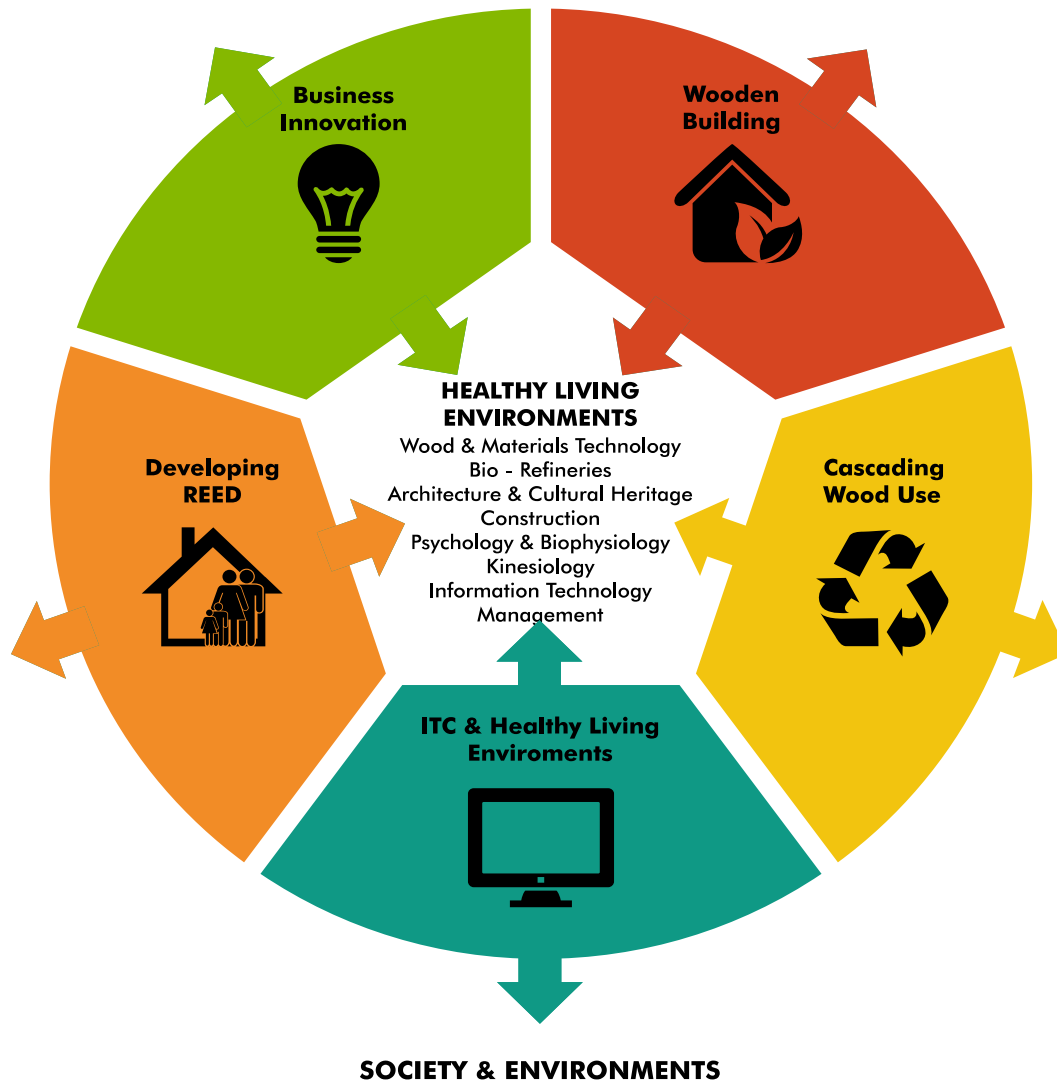 Business
Innovation
Wooden
Building
HEALTHY LIVING
ENVIRONMENTS
Wood & Materials Technology
Bio - Refineries
Architecture & Cultural Heritage
Construction
Psychology & Biophysiology
Kinesiology
Information Technology
Management
Developing
REED
Cascading
Wood Use
ITC & Healthy Living
Enviroments
SOCIETY & ENVIRONMENTS